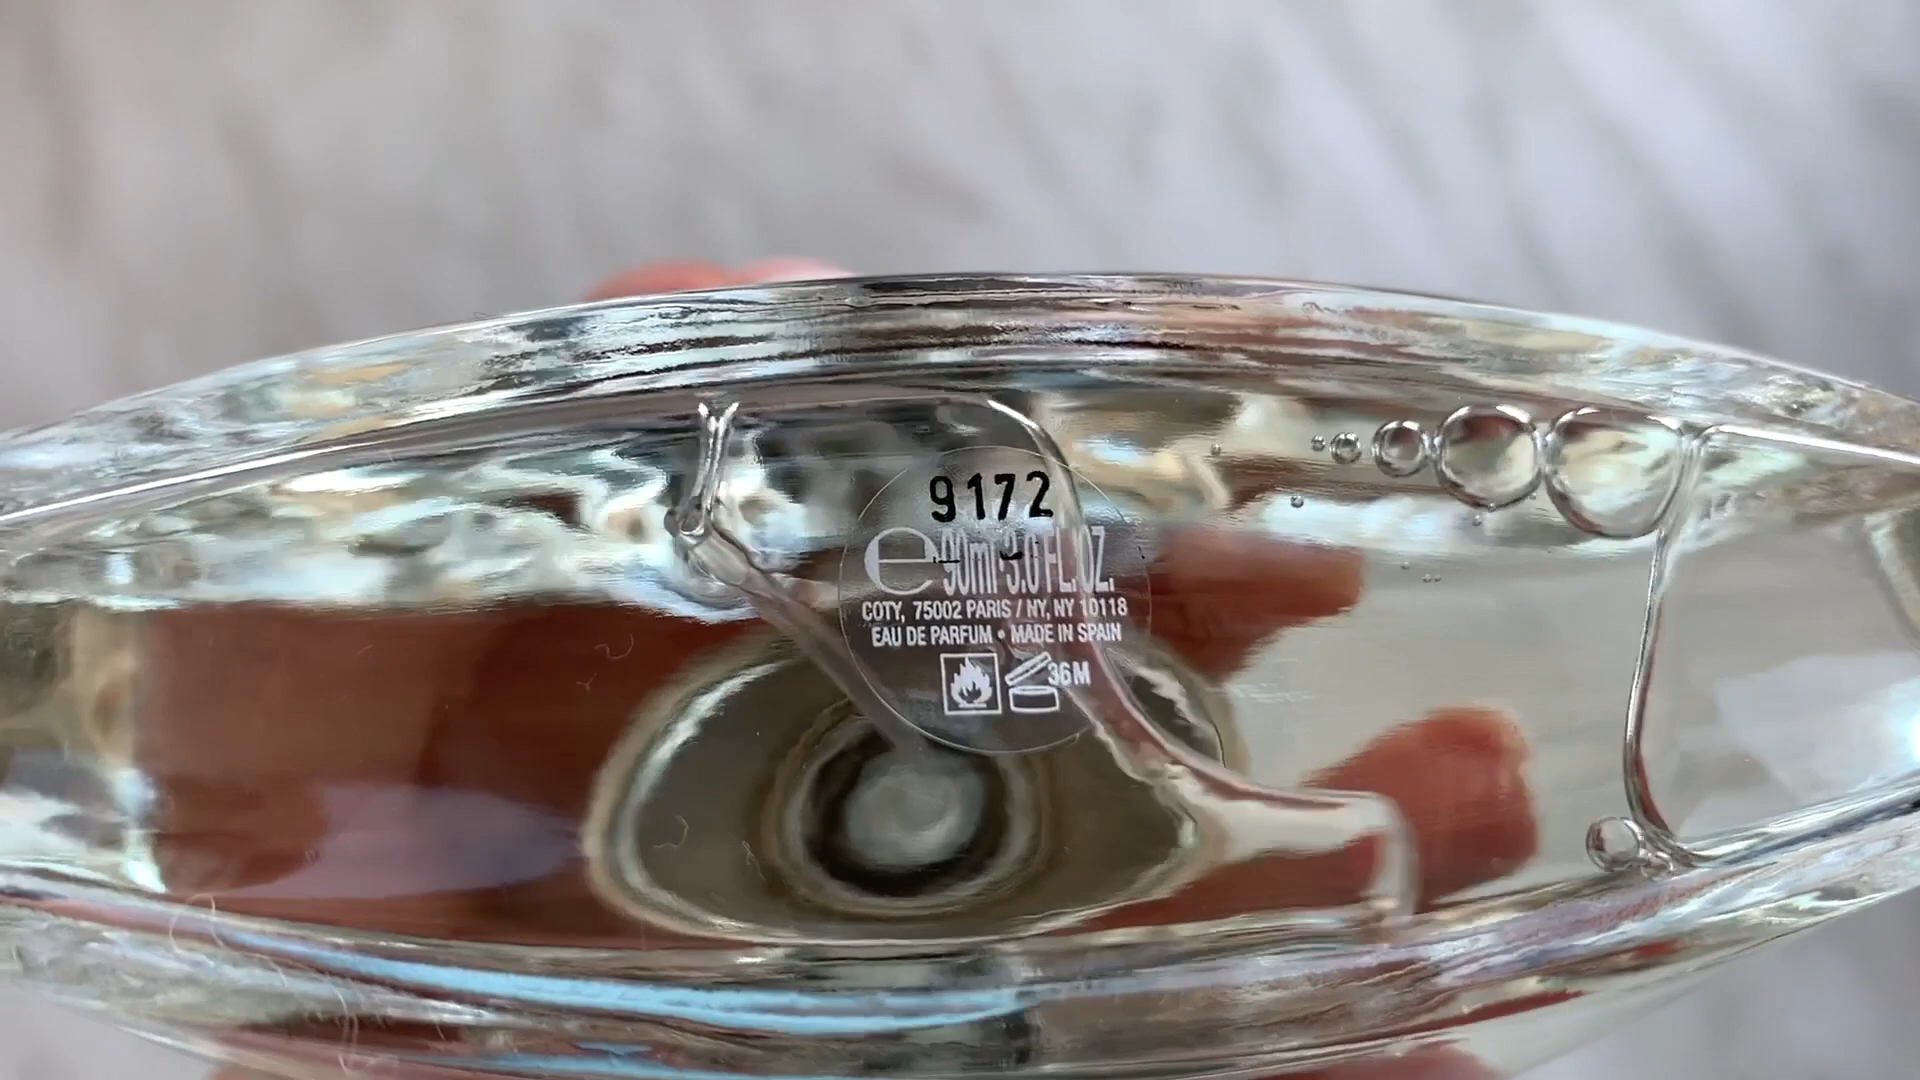 9172
e 90ml 3.0 FL. OZ.
COTY, 75002 PARIS / NY, NY 10118
EAU DE PARFUM • MADE IN SPAIN
36M